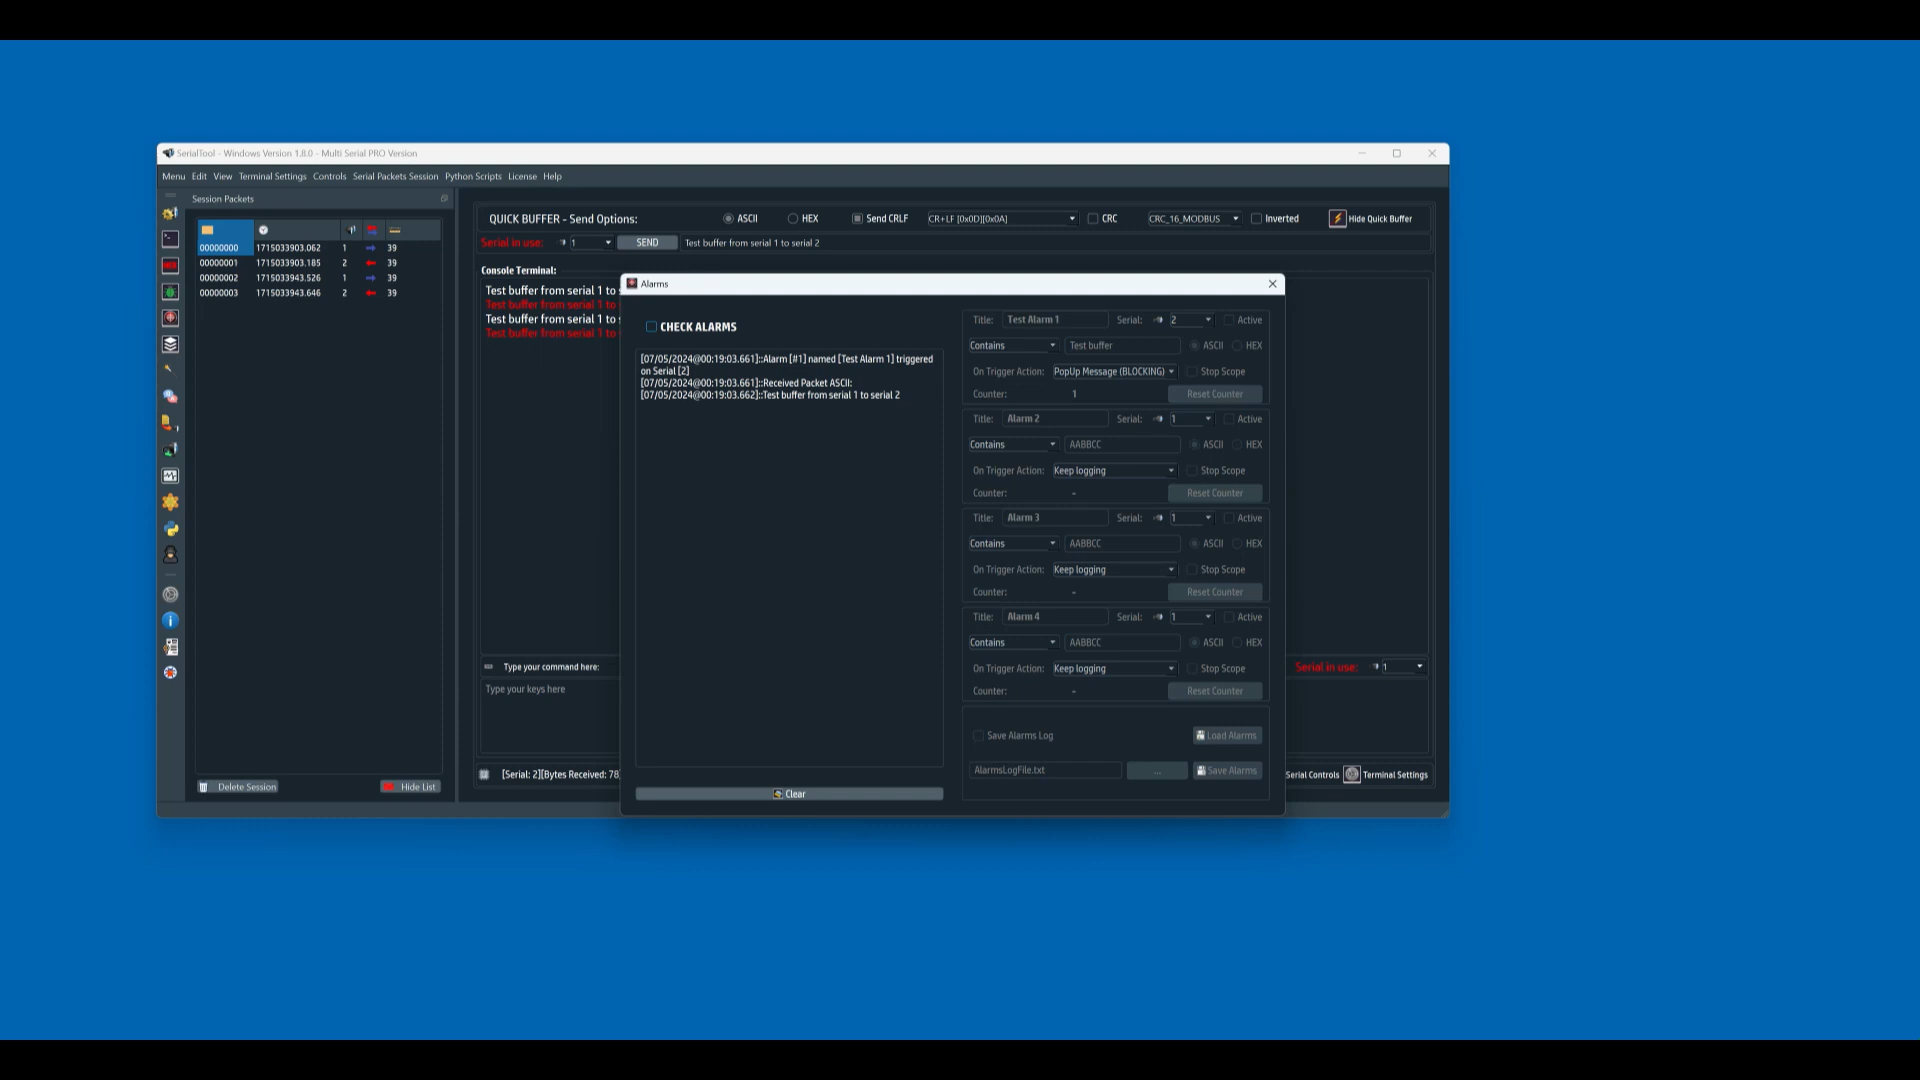 SerialTool - Windows Version 1.8.0 - Multi Serial PRO Version
Menu Edit View Terminal Settings Controls Serial Packets Session Python Scripts License Help
Session Packets
00000000 1715033903.062 1 39
00000001 1715033903.185 2 39
00000002 1715033943.526 1 39
00000003 1715033943.646 2 39
Delete Session Hide List
QUICK BUFFER - Send Options: ASCII HEX Send CRLF CR+LF [0x0D][0x0A] CRC CRC_16_MODBUS Inverted Hide Quick Buffer
Serial in use: 1 SEND Test buffer from serial 1 to serial 2
Console Terminal:
Test buffer from serial 1 to
Test buffer from serial 1 to
Test buffer from serial 1 to
Test buffer from serial 1 to
Type your command here: Serial in use: 1
Type your keys here
[Serial: 2][Bytes Received: 78] Serial Controls Terminal Settings
Alarms
CHECK ALARMS
[07/05/2024@00:19:03.661]::Alarm [#1] named [Test Alarm 1] triggered
on Serial [2]
[07/05/2024@00:19:03.661]::Received Packet ASCII:
[07/05/2024@00:19:03.662]::Test buffer from serial 1 to serial 2
Clear
Title: Test Alarm 1 Serial: 2 Active
Contains Test buffer ASCII HEX
On Trigger Action: PopUp Message (BLOCKING) Stop Scope
Counter: 1 Reset Counter
Title: Alarm 2 Serial: 1 Active
Contains AABBCC ASCII HEX
On Trigger Action: Keep logging Stop Scope
Counter: - Reset Counter
Title: Alarm 3 Serial: 1 Active
Contains AABBCC ASCII HEX
On Trigger Action: Keep logging Stop Scope
Counter: - Reset Counter
Title: Alarm 4 Serial: 1 Active
Contains AABBCC ASCII HEX
On Trigger Action: Keep logging Stop Scope
Counter: - Reset Counter
Save Alarms Log Load Alarms
AlarmsLogFile.txt ... Save Alarms